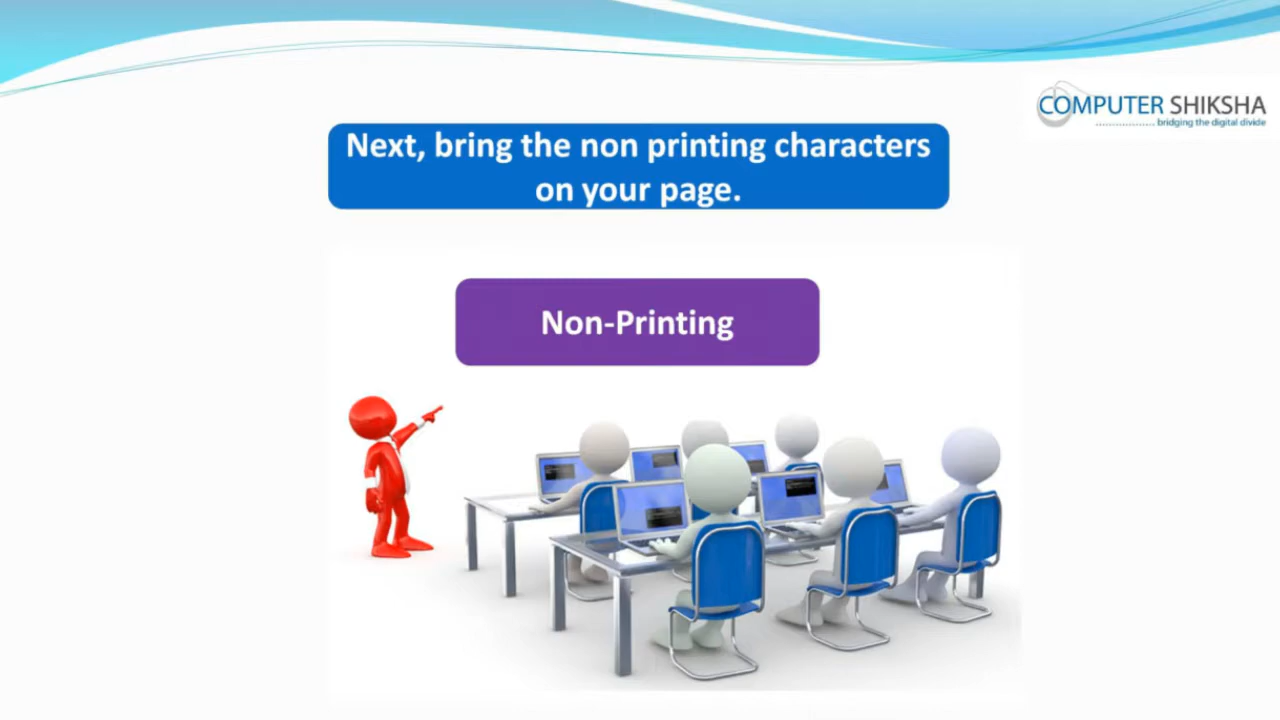 COMPUTER SHIKSHA
bridging the digital divide
Next, bring the non printing characters
on your page.
Non-Printing